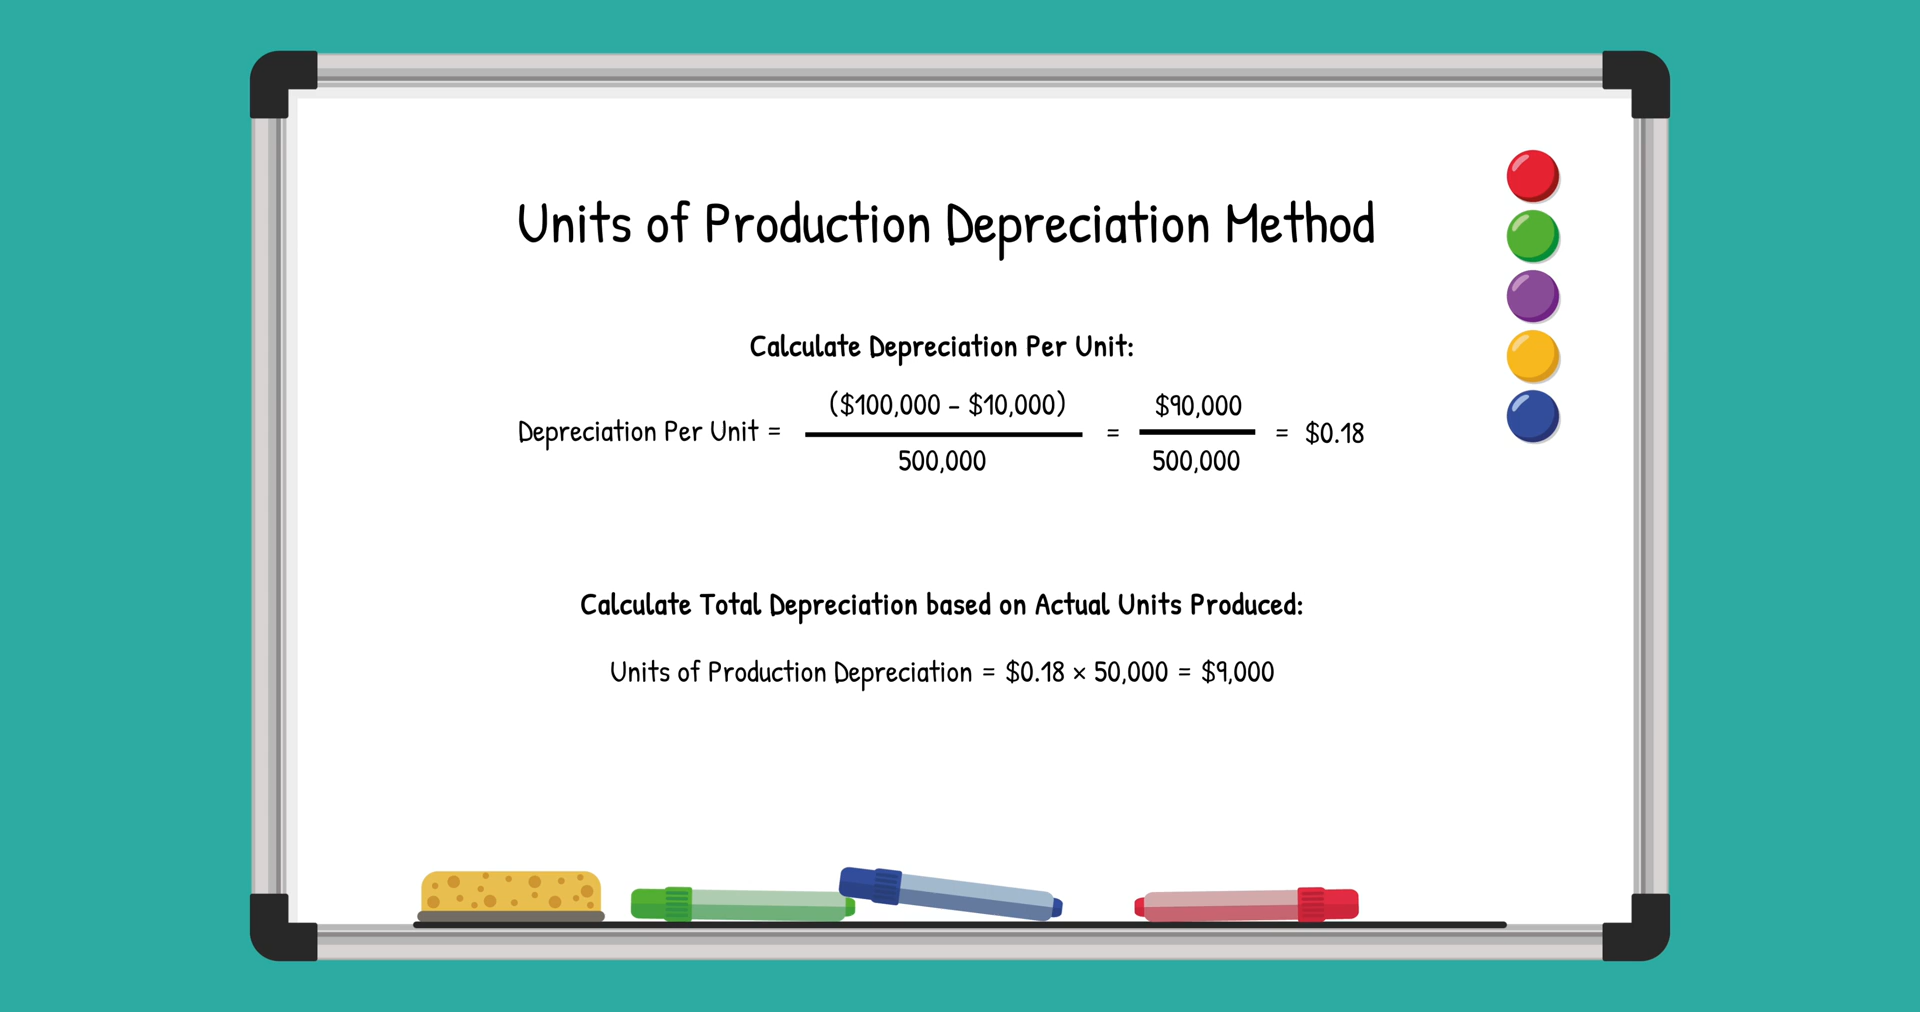 Units of Production Depreciation Method
Calculate Depreciation Per Unit:
Depreciation Per Unit = ($100,000 - $10,000) / 500,000 = $90,000 / 500,000 = $0.18
Calculate Total Depreciation based on Actual Units Produced:
Units of Production Depreciation = $0.18 × 50,000 = $9,000